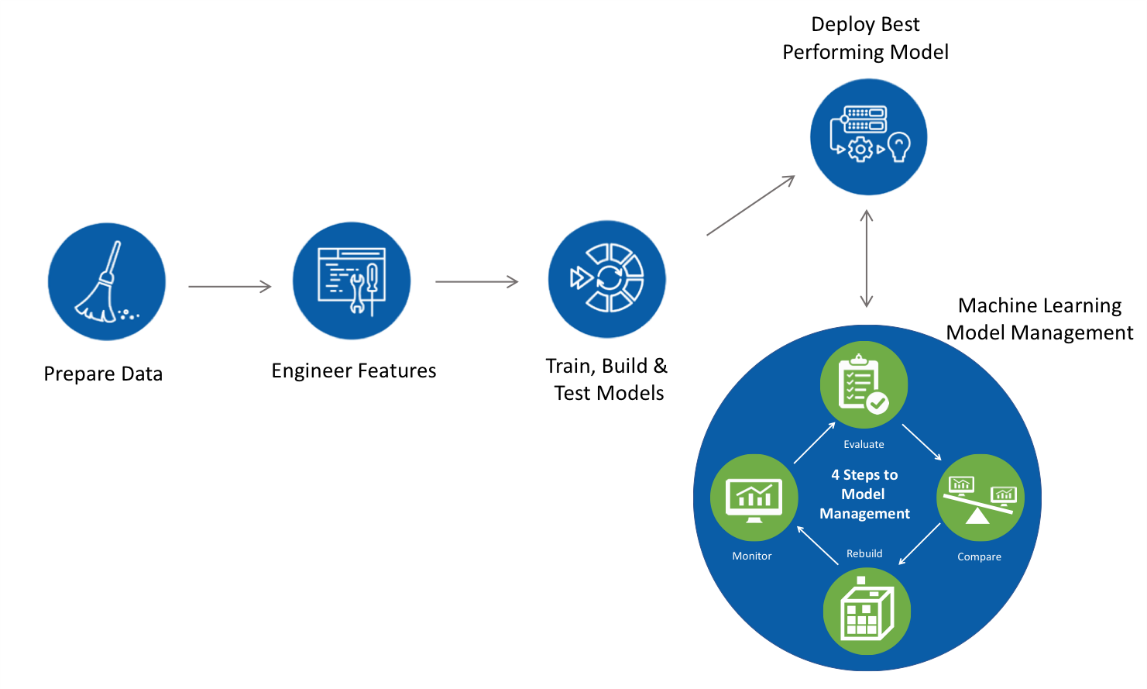 Deploy Best
Performing Model
Prepare Data
Engineer Features
Train, Build &
Test Models
Machine Learning
Model Management
Evaluate
4 Steps to
Model
Management
Monitor
Rebuild
Compare